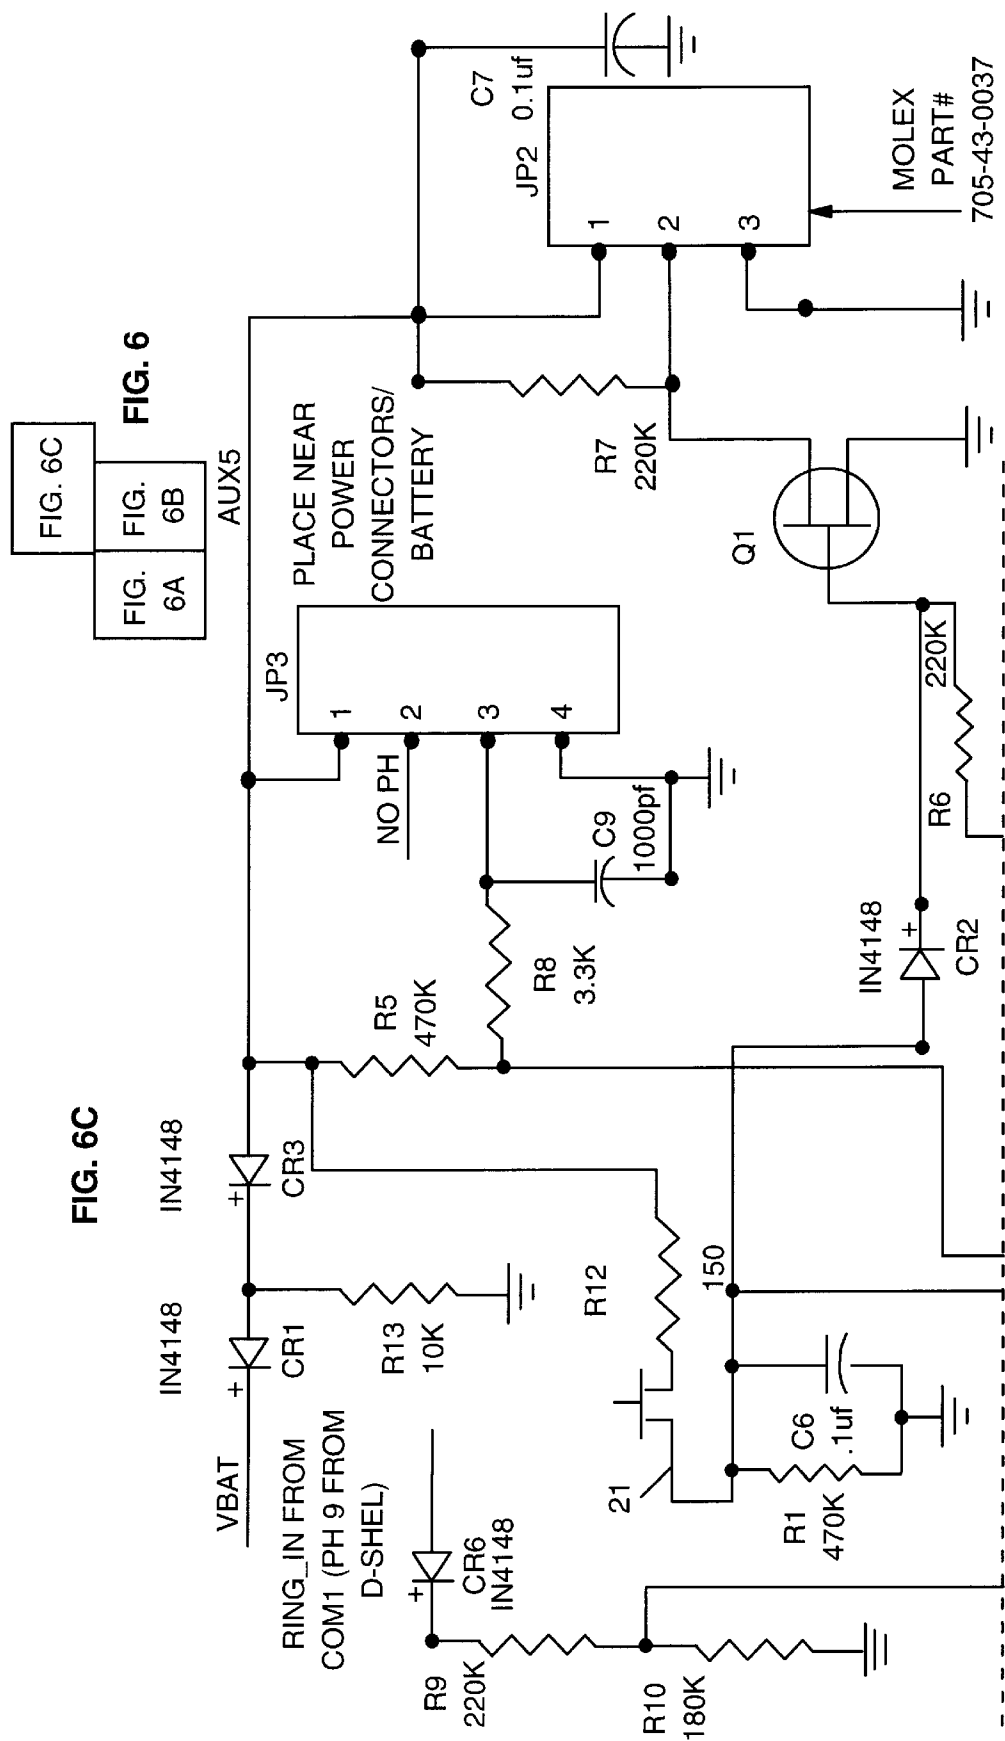 FIG. 6C
FIG. 6C
FIG.
6A
FIG.
6B
FIG. 6
VBAT
IN4148
+
CR1
IN4148
+
CR3
AUX5
R13
10K
R5
470K
R8
3.3K
C9
1000pf
NO PH
JP3
1
2
3
4
PLACE NEAR
POWER
CONNECTORS/
BATTERY
C7
0.1uf
JP2
1
2
3
MOLEX
PART#
705-43-0037
R7
220K
Q1
220K
R6
IN4148
+
CR2
RING_IN FROM
COM1 (PH 9 FROM
D-SHEL)
+
CR6
IN4148
R9
220K
R10
180K
21
R12
150
C6
.1uf
R1
470K